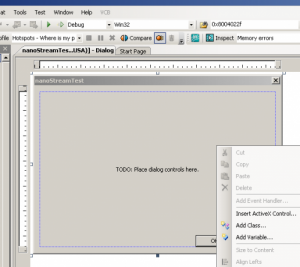 at Tools Test Window Help VCB
Debug Win32 0x8004022f
ofile Hotspots - Where is my p Compare Inspect Memory errors
nanoStreamTes...USA)] - Dialog Start Page
nanoStreamTest
TODO: Place dialog controls here.
Cut
Copy
Paste
Delete
Add Event Handler...
Insert ActiveX Control...
Add Class...
Add Variable...
Size to Content
Align Lefts